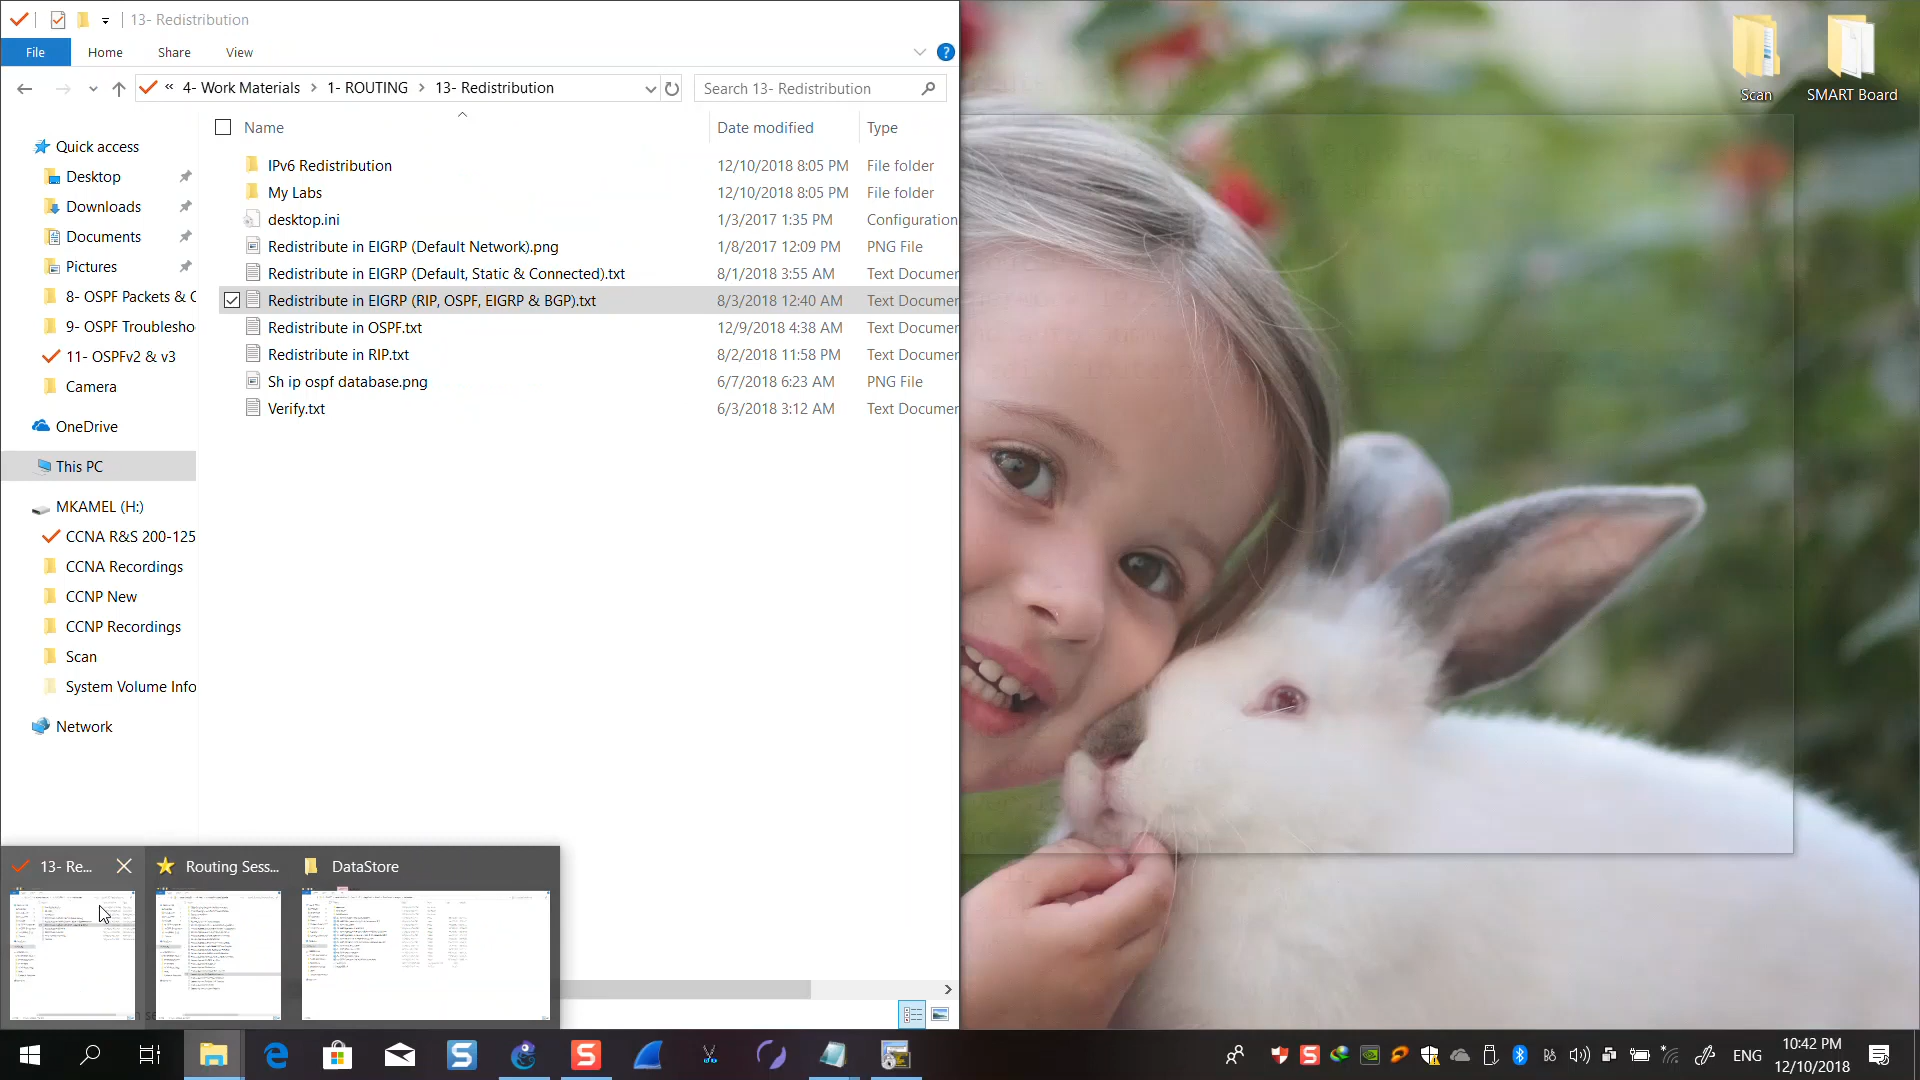 13- Redistribution
File Home Share View
« 4- Work Materials > 1- ROUTING > 13- Redistribution
Search 13- Redistribution
Name Date modified Type
IPv6 Redistribution 12/10/2018 8:05 PM File folder
My Labs 12/10/2018 8:05 PM File folder
desktop.ini 1/3/2017 1:35 PM Configuration
Redistribute in EIGRP (Default Network).png 1/8/2017 12:09 PM PNG File
Redistribute in EIGRP (Default, Static & Connected).txt 8/1/2018 3:55 AM Text Documen
Redistribute in EIGRP (RIP, OSPF, EIGRP & BGP).txt 8/3/2018 12:40 AM Text Documen
Redistribute in OSPF.txt 12/9/2018 4:38 AM Text Documen
Redistribute in RIP.txt 8/2/2018 11:58 PM Text Documen
Sh ip ospf database.png 6/7/2018 6:23 AM PNG File
Verify.txt 6/3/2018 3:12 AM Text Documen
Quick access
Desktop
Downloads
Documents
Pictures
8- OSPF Packets & C
9- OSPF Troublesho
11- OSPFv2 & v3
Camera
OneDrive
This PC
MKAMEL (H:)
CCNA R&S 200-125
CCNA Recordings
CCNP New
CCNP Recordings
Scan
System Volume Info
Network
Scan
SMART Board
13- Re...
Routing Sess...
DataStore
ENG
10:42 PM
12/10/2018